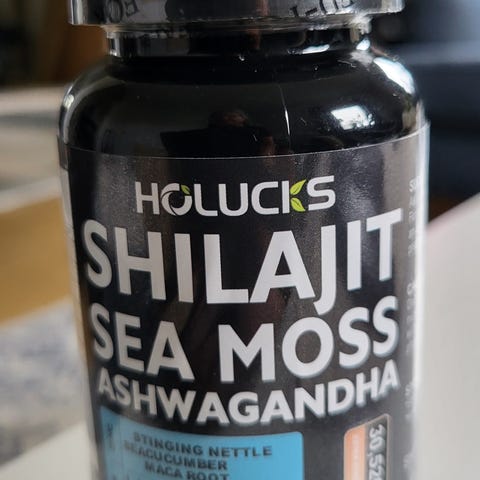 HOLUCKS
SHILAJIT
SEA MOSS
ASHWAGANDHA
STINGING NETTLE
SEACUCUMBER
MACA ROOT